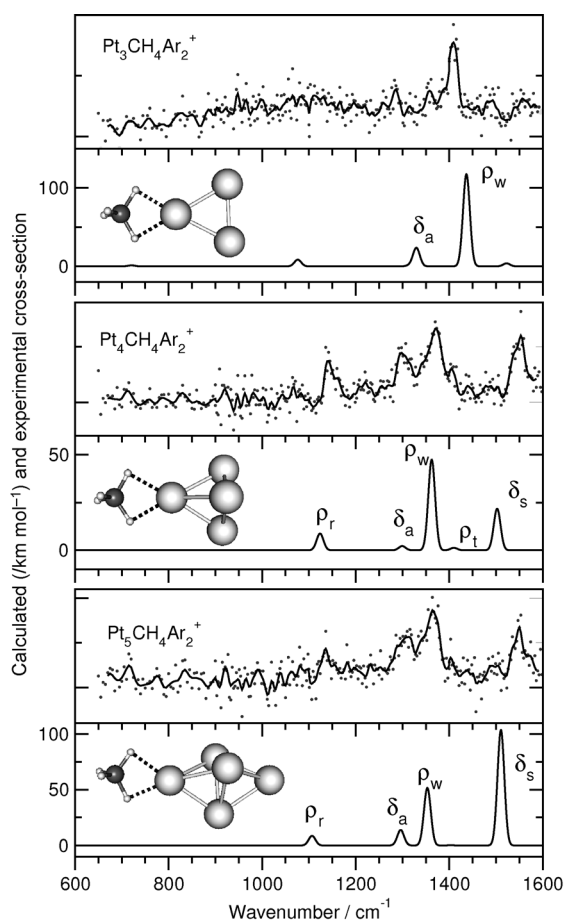 Pt₃CH₄Ar₂⁺
100
0
δₐ
ρw
Pt₄CH₄Ar₂⁺
50
0
ρᵣ
δₐ
ρw
ρₜ
δₛ
Pt₅CH₄Ar₂⁺
100
50
0
ρᵣ
δₐ
ρw
δₛ
600 800 1000 1200 1400 1600
Wavenumber / cm⁻¹
Calculated (/km mol⁻¹) and experimental cross-section